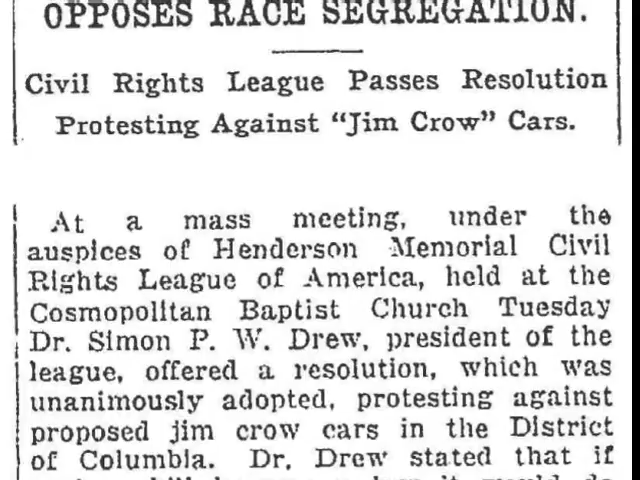 OPPOSES RACE SEGREGATION.
Civil Rights League Passes Resolution
Protesting Against "Jim Crow" Cars.
At a mass meeting, under the
auspices of Henderson Memorial Civil
Rights League of America, held at the
Cosmopolitan Baptist Church Tuesday
Dr. Simon P. W. Drew, president of the
league, offered a resolution, which was
unanimously adopted, protesting against
proposed jim crow cars in the District
of Columbia. Dr. Drew stated that if
it would do